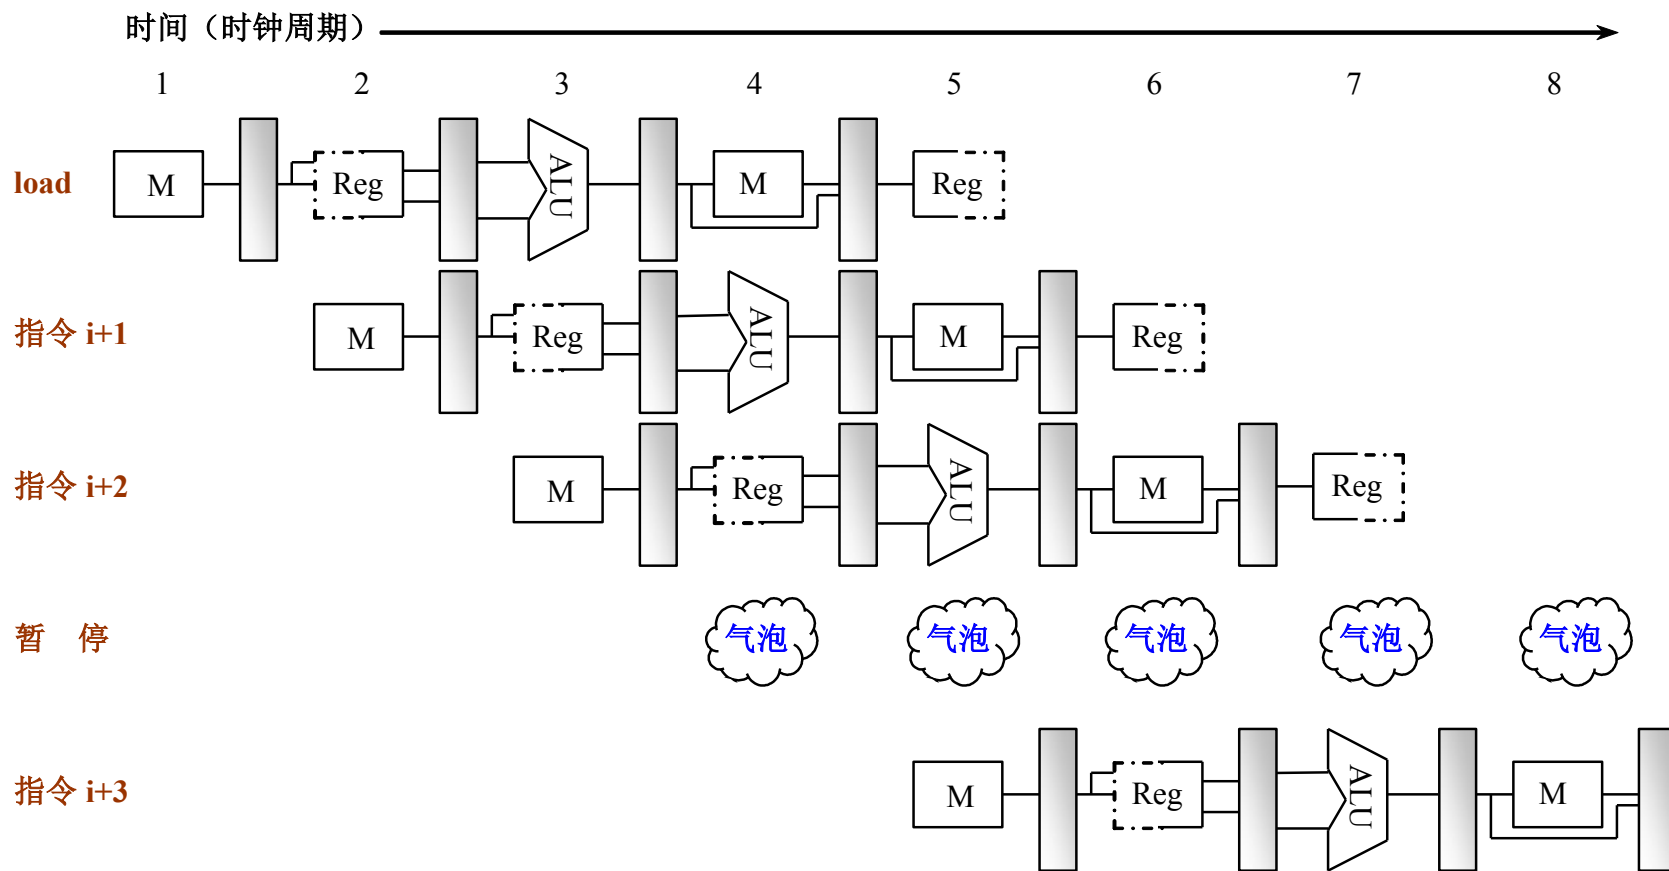 时间（时钟周期）
1 2 3 4 5 6 7 8
load M Reg ALU M Reg
指令 i+1 M Reg ALU M Reg
指令 i+2 M Reg ALU M Reg
暂 停 气泡 气泡 气泡 气泡 气泡
指令 i+3 M Reg ALU M